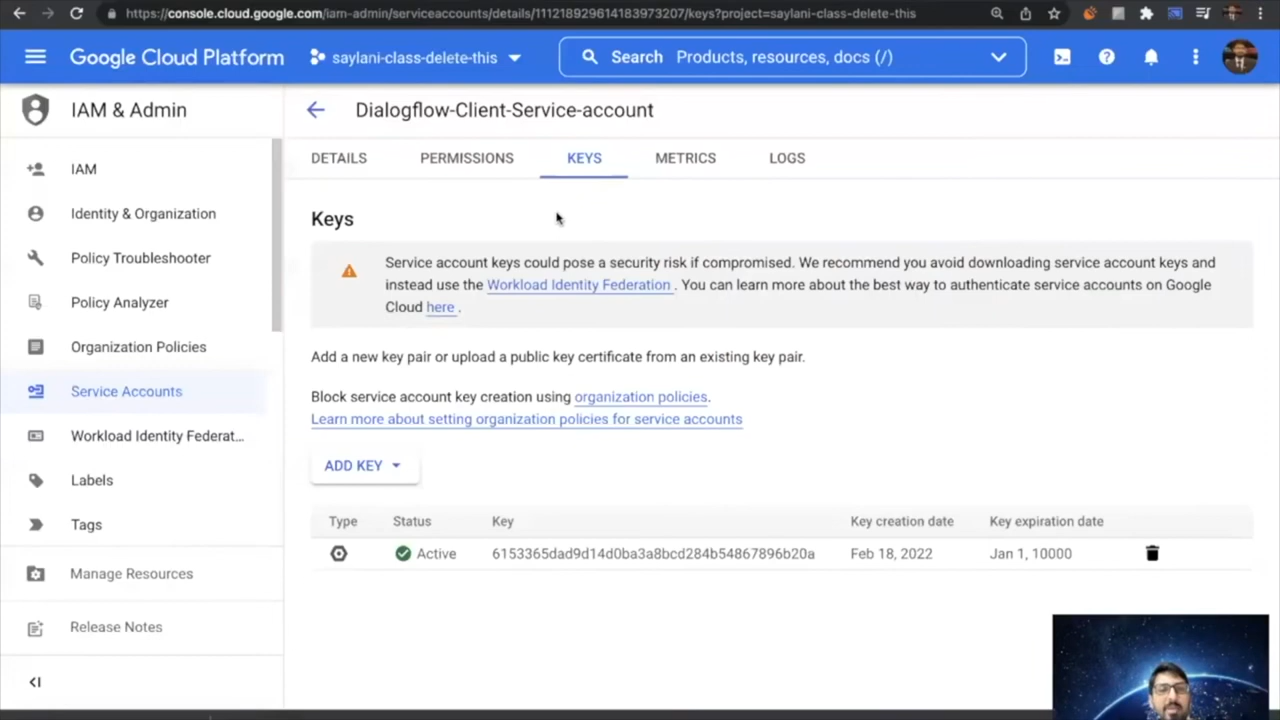 https://console.cloud.google.com/iam-admin/serviceaccounts/details/111218929614183973207/keys?project=saylani-class-delete-this
Google Cloud Platform
saylani-class-delete-this
Search Products, resources, docs (/)
IAM & Admin
Dialogflow-Client-Service-account
IAM
Identity & Organization
Policy Troubleshooter
Policy Analyzer
Organization Policies
Service Accounts
Workload Identity Federat...
Labels
Tags
Manage Resources
Release Notes
DETAILS PERMISSIONS KEYS METRICS LOGS
Keys
Service account keys could pose a security risk if compromised. We recommend you avoid downloading service account keys and
instead use the Workload Identity Federation . You can learn more about the best way to authenticate service accounts on Google
Cloud here .
Add a new key pair or upload a public key certificate from an existing key pair.
Block service account key creation using organization policies.
Learn more about setting organization policies for service accounts
ADD KEY
Type Status Key Key creation date Key expiration date
Active 6153365dad9d14d0ba3a8bcd284b54867896b20a Feb 18, 2022 Jan 1, 10000